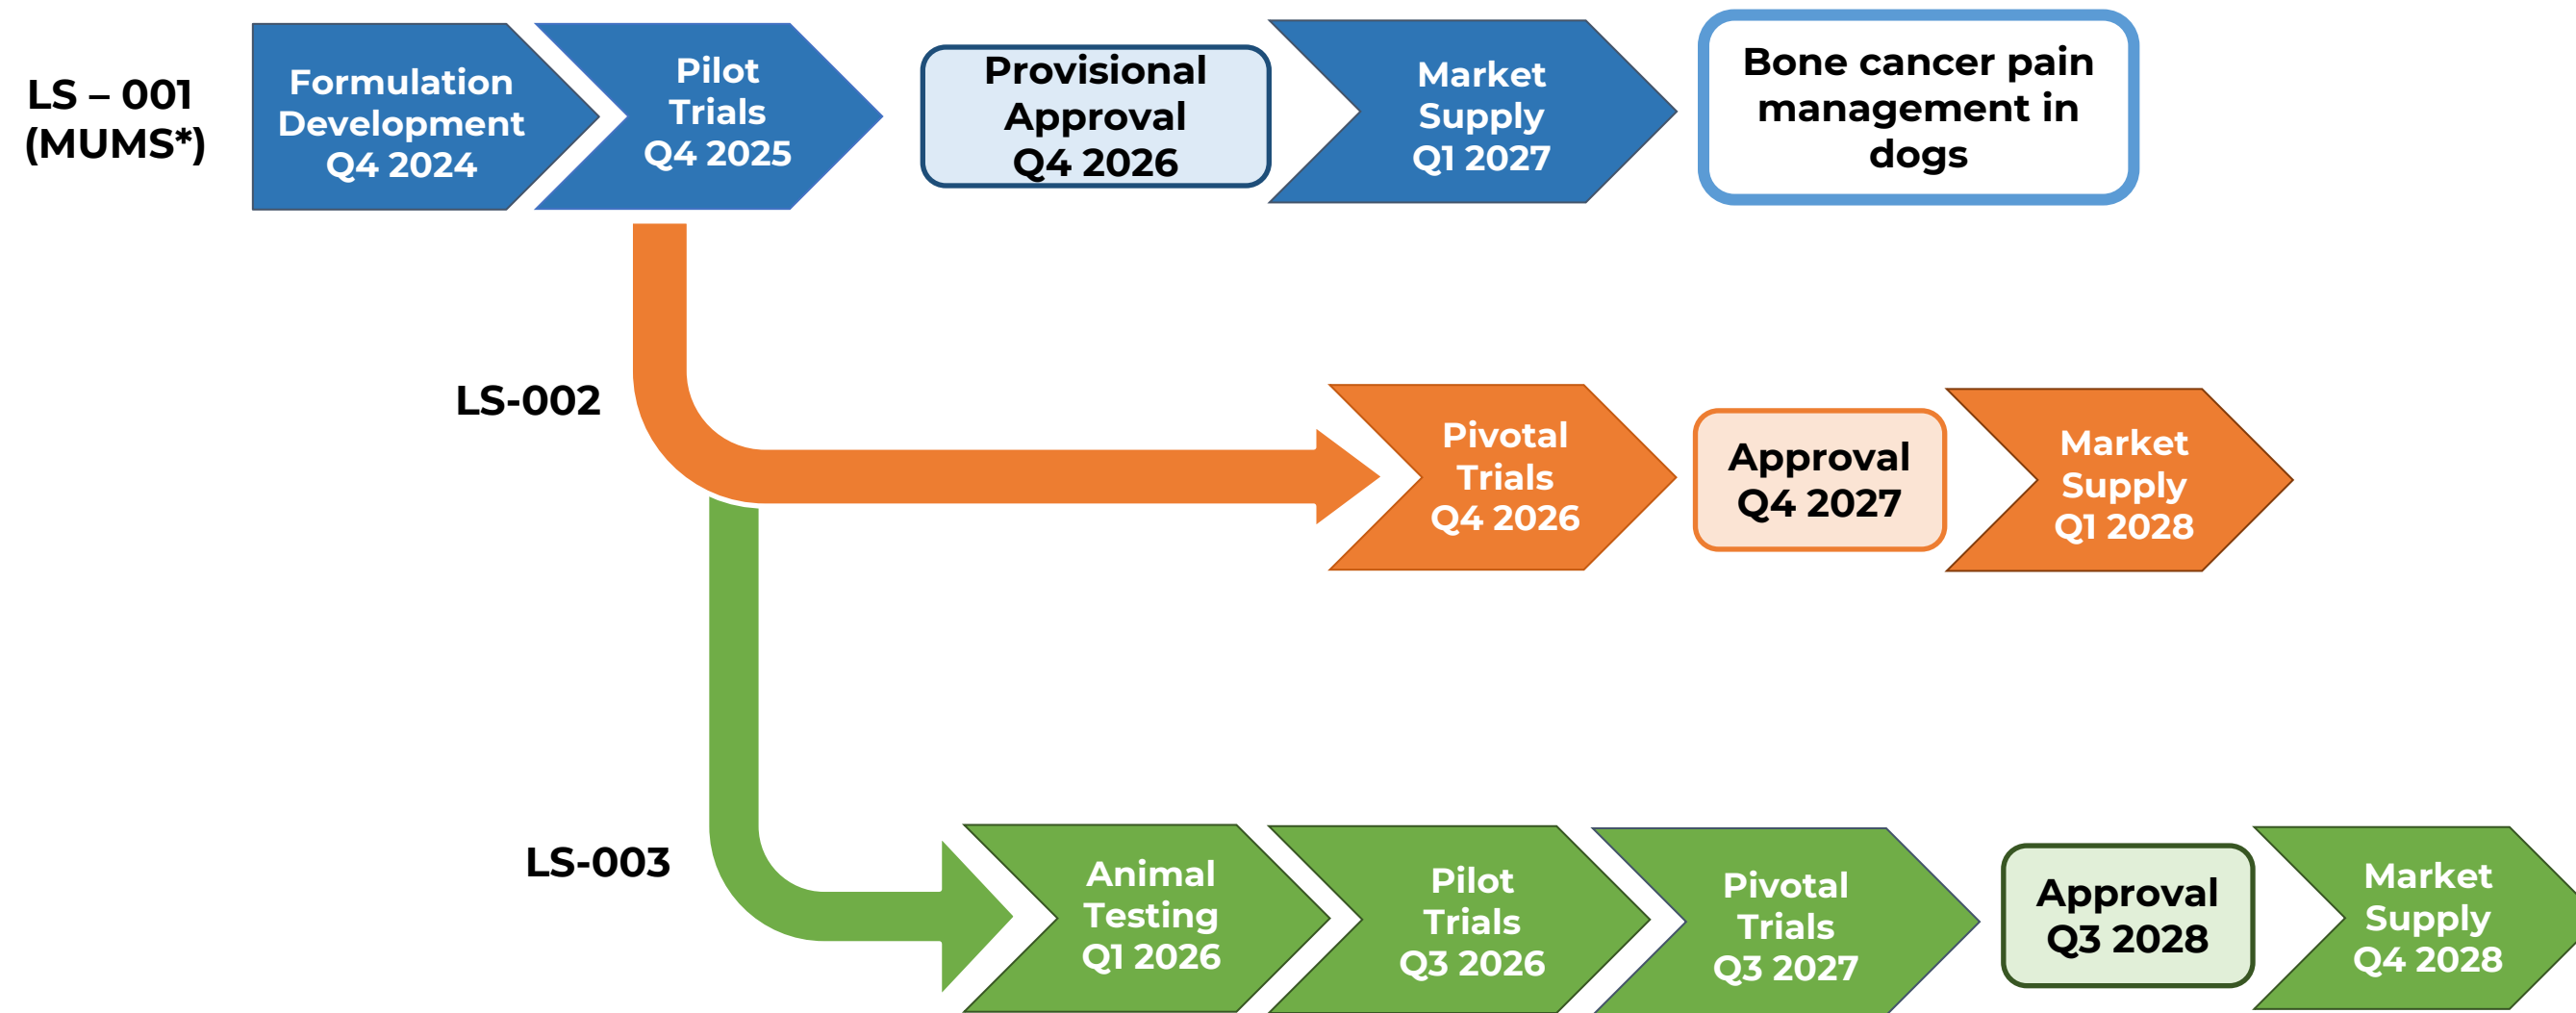 LS – 001
(MUMS*)
Formulation
Development
Q4 2024
Pilot
Trials
Q4 2025
Provisional
Approval
Q4 2026
Market
Supply
Q1 2027
Bone cancer pain
management in
dogs
LS-002
Pivotal
Trials
Q4 2026
Approval
Q4 2027
Market
Supply
Q1 2028
LS-003
Animal
Testing
Q1 2026
Pilot
Trials
Q3 2026
Pivotal
Trials
Q3 2027
Approval
Q3 2028
Market
Supply
Q4 2028